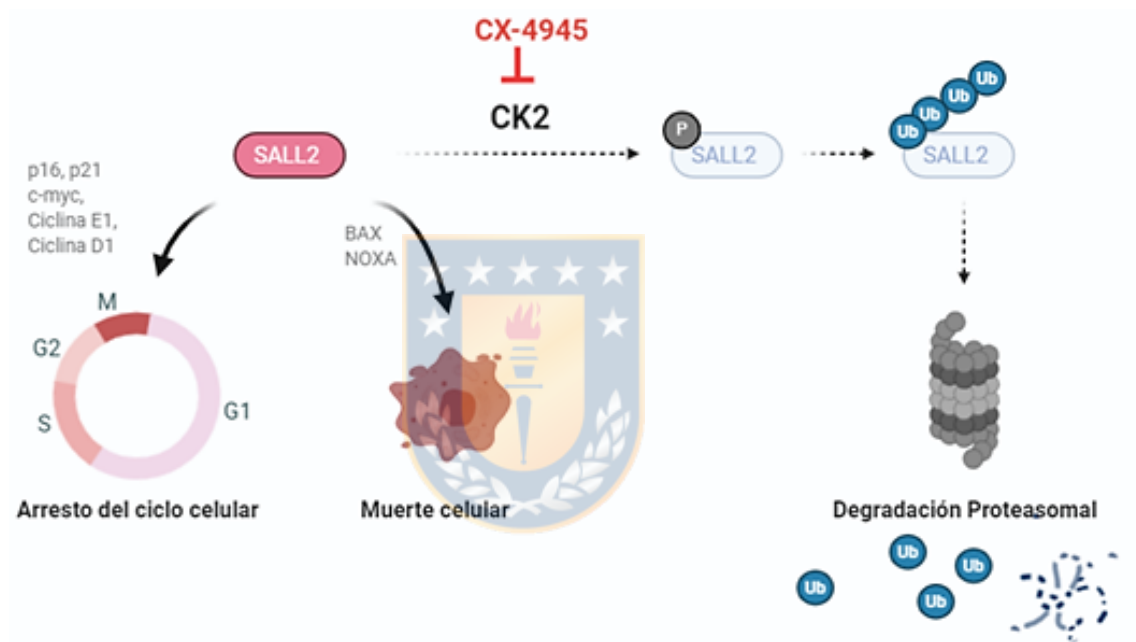 CX-4945
CK2
SALL2
P
SALL2
Ub
Ub
Ub
Ub
SALL2
p16, p21
c-myc,
Ciclina E1,
Ciclina D1
BAX
NOXA
M
G2
S
G1
Arresto del ciclo celular
Muerte celular
Degradación Proteasomal
Ub
Ub
Ub
Ub